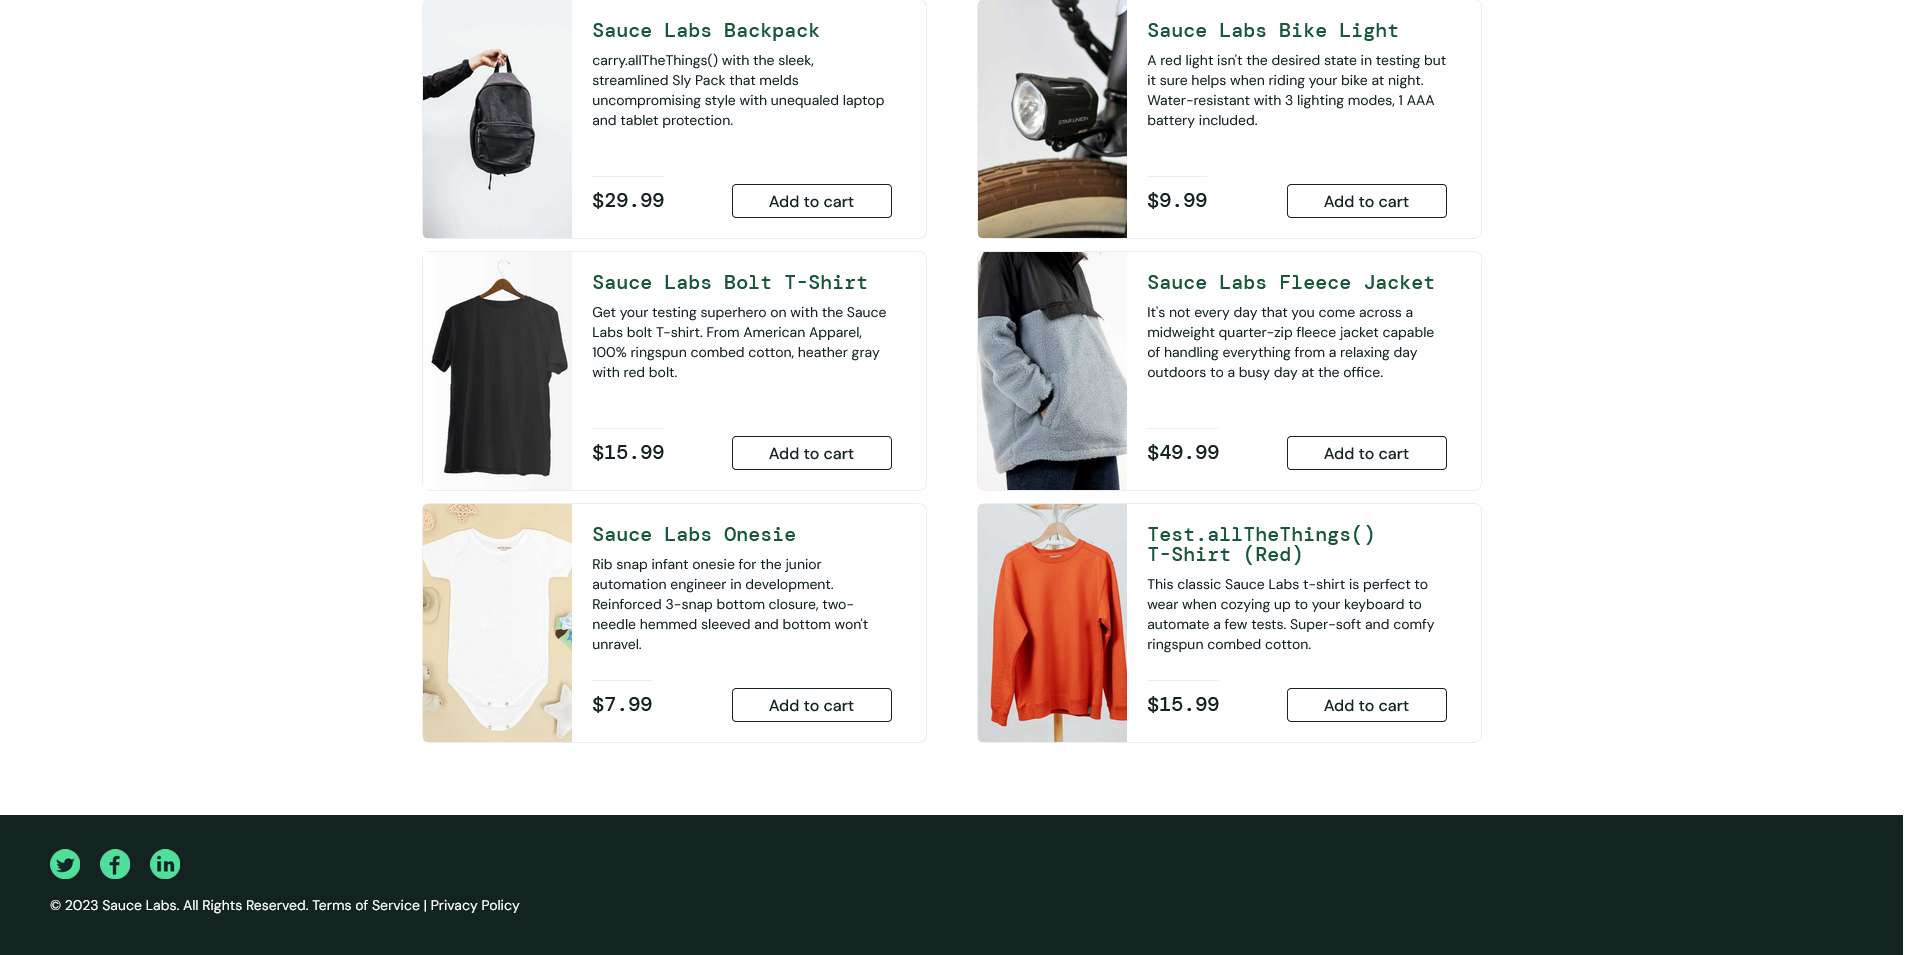 Sauce Labs Backpack
carry.allTheThings() with the sleek,
streamlined Sly Pack that melds
uncompromising style with unequaled laptop
and tablet protection.
$29.99
Add to cart
Sauce Labs Bike Light
A red light isn't the desired state in testing but
it sure helps when riding your bike at night.
Water-resistant with 3 lighting modes, 1 AAA
battery included.
STAR UNION
$9.99
Add to cart
Sauce Labs Bolt T-Shirt
Get your testing superhero on with the Sauce
Labs bolt T-shirt. From American Apparel,
100% ringspun combed cotton, heather gray
with red bolt.
$15.99
Add to cart
Sauce Labs Fleece Jacket
It's not every day that you come across a
midweight quarter-zip fleece jacket capable
of handling everything from a relaxing day
outdoors to a busy day at the office.
$49.99
Add to cart
Sauce Labs Onesie
Rib snap infant onesie for the junior
automation engineer in development.
Reinforced 3-snap bottom closure, two-
needle hemmed sleeved and bottom won't
unravel.
$7.99
Add to cart
Test.allTheThings()
T-Shirt (Red)
This classic Sauce Labs t-shirt is perfect to
wear when cozying up to your keyboard to
automate a few tests. Super-soft and comfy
ringspun combed cotton.
$15.99
Add to cart
© 2023 Sauce Labs. All Rights Reserved. Terms of Service | Privacy Policy